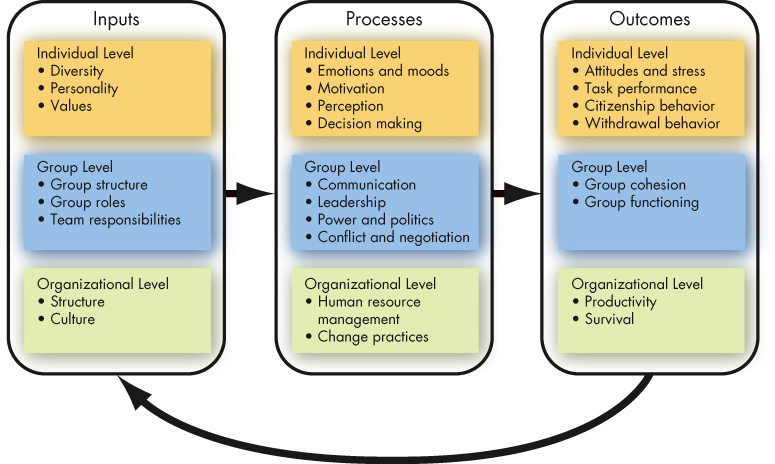 Inputs
Individual Level
• Diversity
• Personality
• Values
Group Level
• Group structure
• Group roles
• Team responsibilities
Organizational Level
• Structure
• Culture
Processes
Individual Level
• Emotions and moods
• Motivation
• Perception
• Decision making
Group Level
• Communication
• Leadership
• Power and politics
• Conflict and negotiation
Organizational Level
• Human resource
management
• Change practices
Outcomes
Individual Level
• Attitudes and stress
• Task performance
• Citizenship behavior
• Withdrawal behavior
Group Level
• Group cohesion
• Group functioning
Organizational Level
• Productivity
• Survival